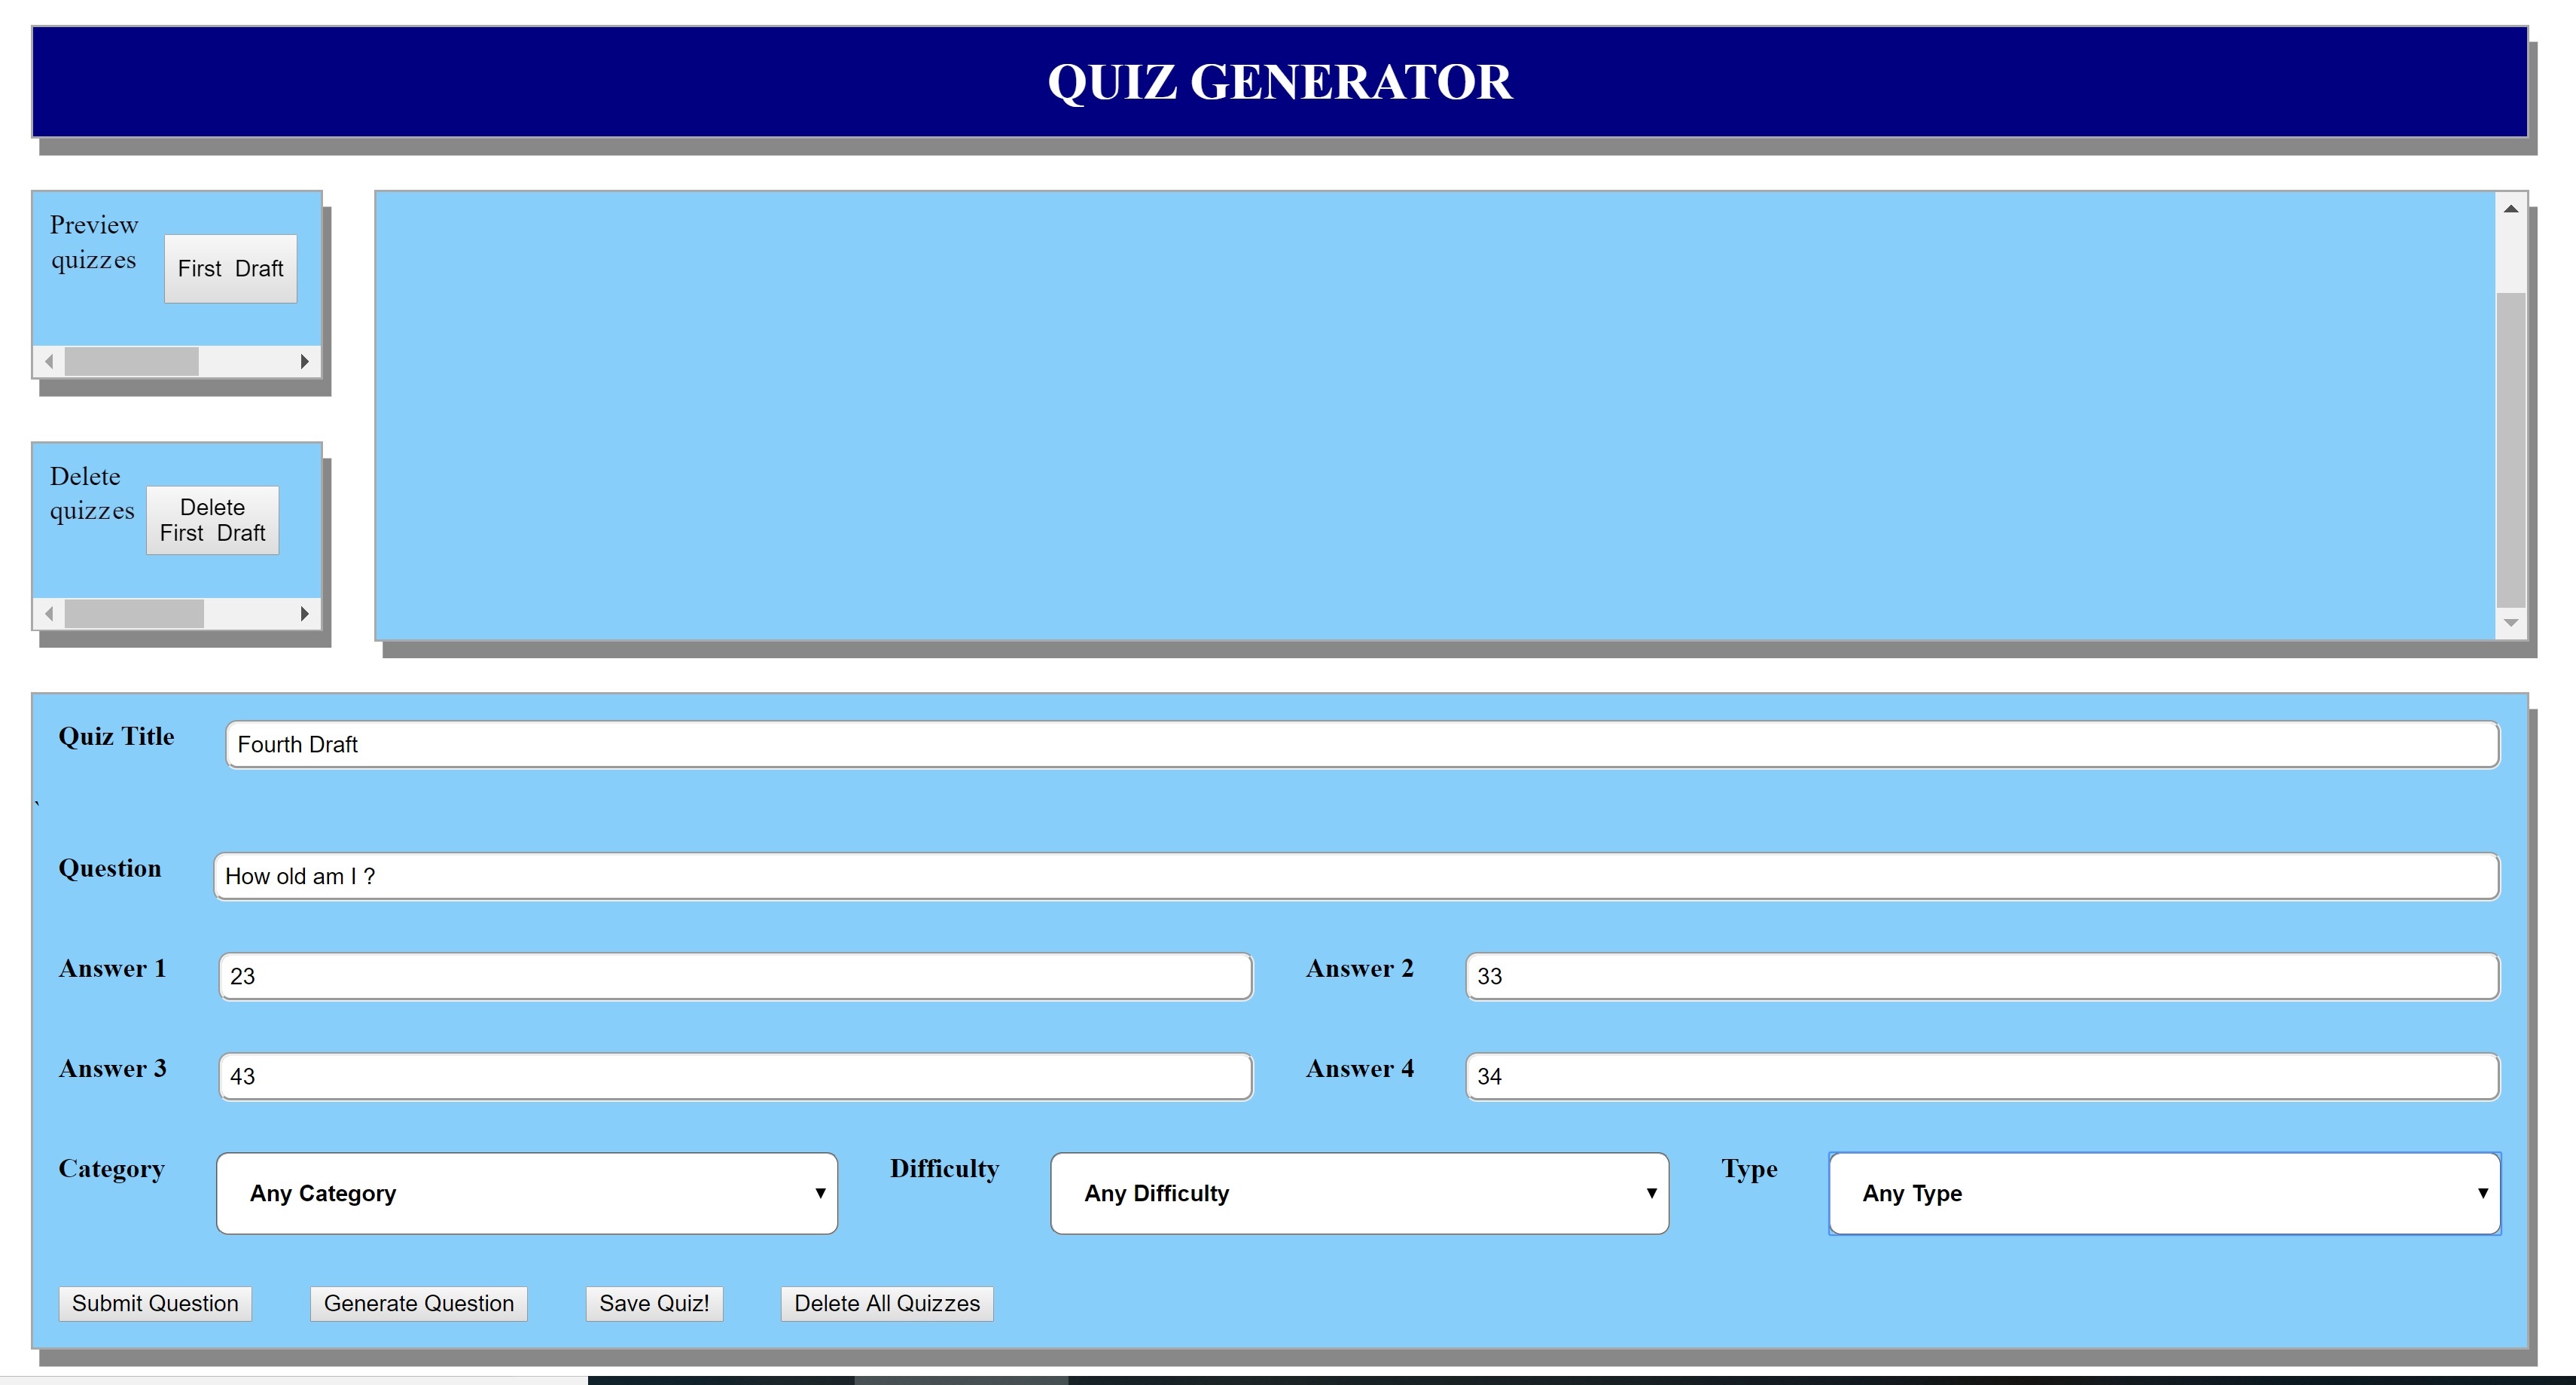 QUIZ GENERATOR
Preview
quizzes
First Draft
Delete
quizzes
Delete
First Draft
Quiz Title
Fourth Draft
`
Question
How old am I ?
Answer 1
23
Answer 2
33
Answer 3
43
Answer 4
34
Category
Any Category
Difficulty
Any Difficulty
Type
Any Type
Submit Question
Generate Question
Save Quiz!
Delete All Quizzes